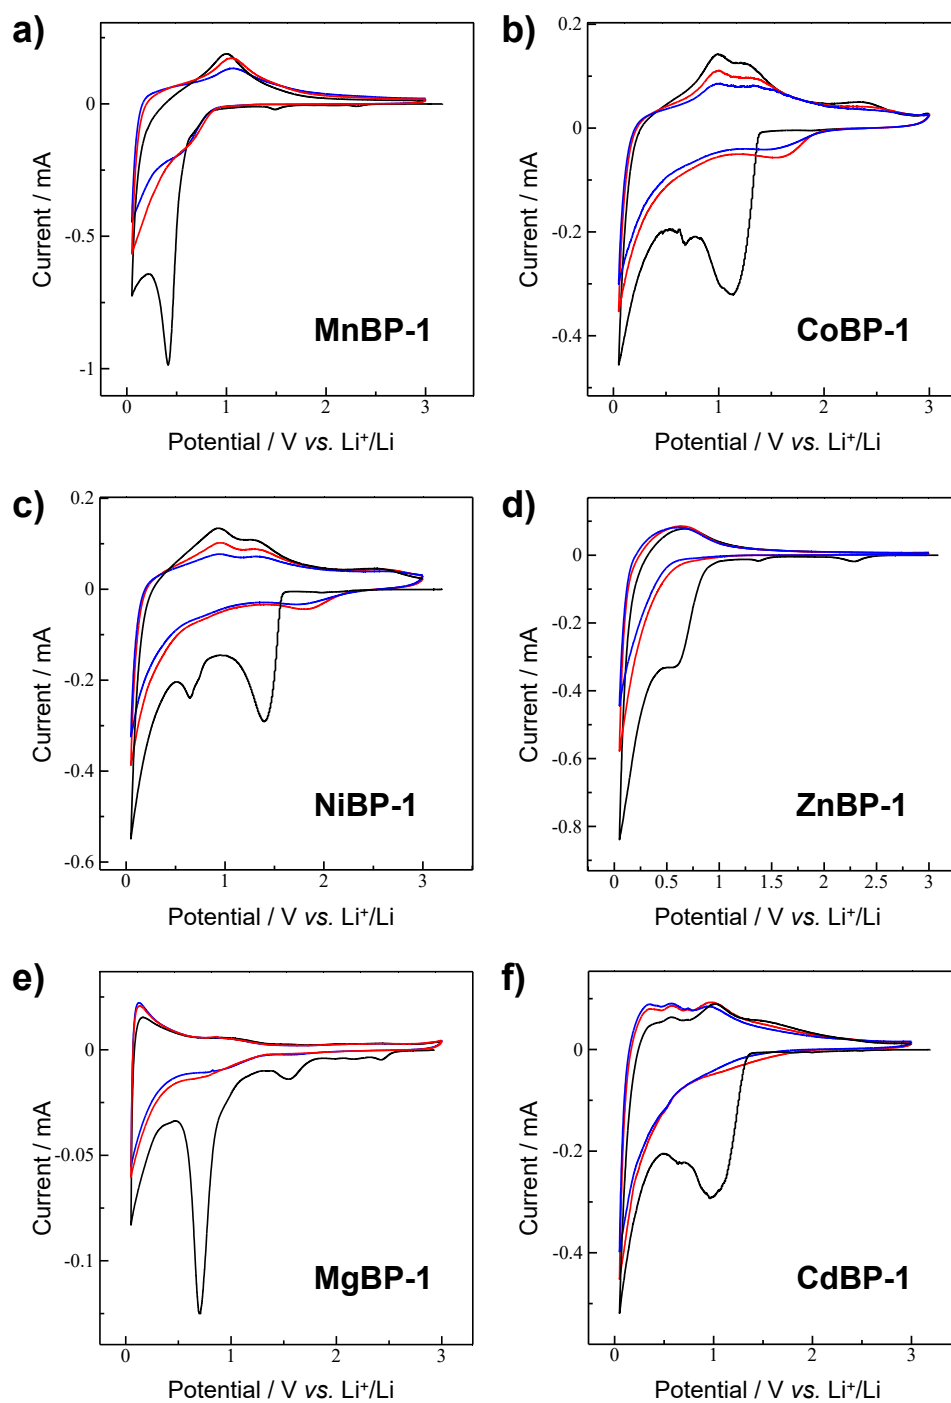 a)
0
-0.5
-1
Current / mA
MnBP-1
0 1 2 3
Potential / V vs. Li⁺/Li
b)
0.2
0
-0.2
-0.4
Current / mA
CoBP-1
0 1 2 3
Potential / V vs. Li⁺/Li
c)
0.2
0
-0.2
-0.4
-0.6
Current / mA
NiBP-1
0 1 2 3
Potential / V vs. Li⁺/Li
d)
0
-0.2
-0.4
-0.6
-0.8
Current / mA
ZnBP-1
0 0.5 1 1.5 2 2.5 3
Potential / V vs. Li⁺/Li
e)
0
-0.05
-0.1
Current / mA
MgBP-1
0 1 2 3
Potential / V vs. Li⁺/Li
f)
0
-0.2
-0.4
Current / mA
CdBP-1
0 1 2 3
Potential / V vs. Li⁺/Li